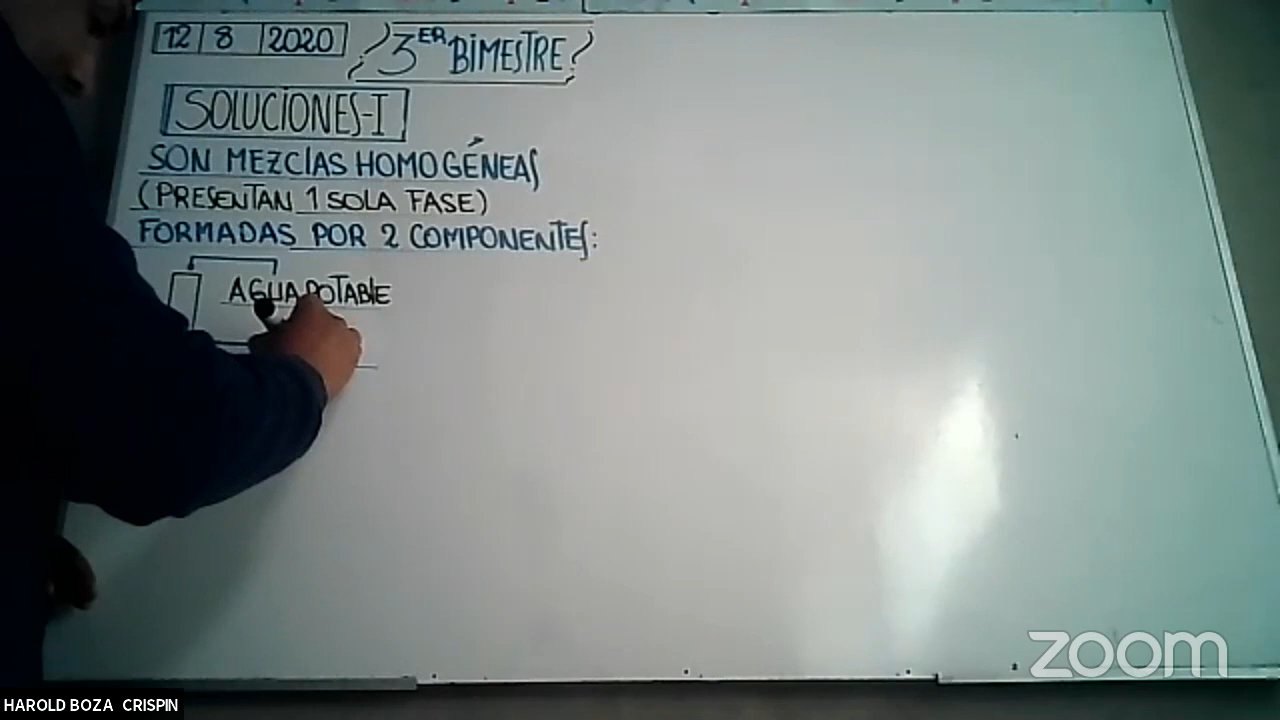 12 8 2020 ¿3ER BIMESTRE?
SOLUCIONES-I
SON MEZCLAS HOMOGÉNEAS
(PRESENTAN 1 SOLA FASE)
FORMADAS POR 2 COMPONENTES:
AGUA POTABLE
zoom
HAROLD BOZA CRISPIN